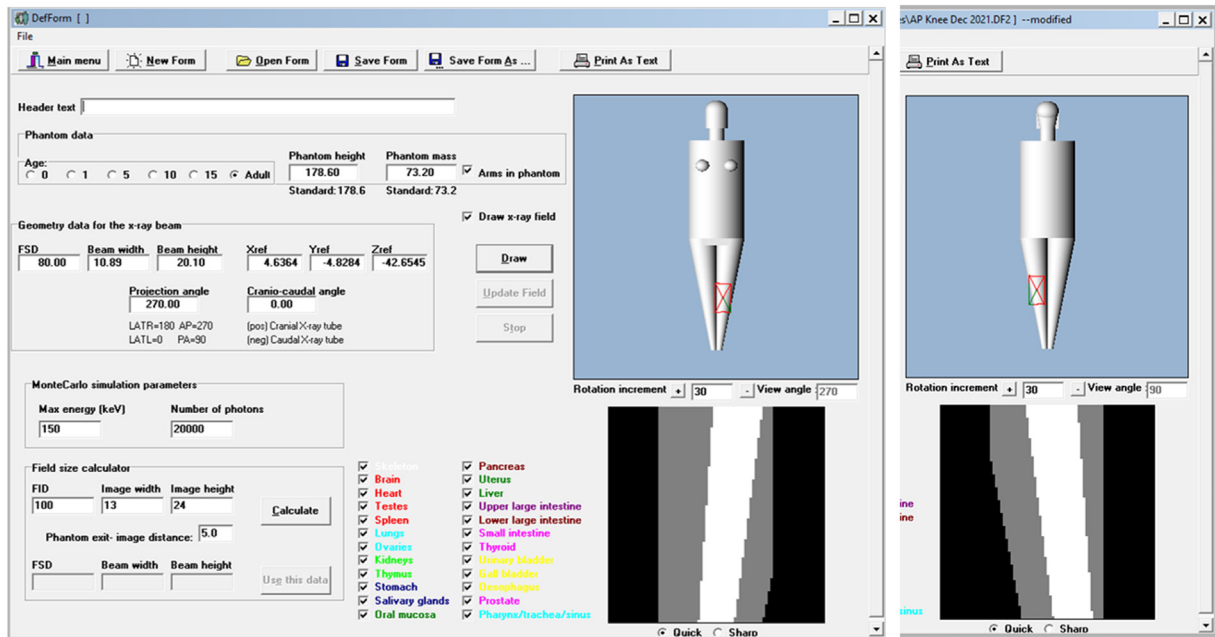 DefForm [ ]
File
Main menu New Form Open Form Save Form Save Form As ... Print As Text
Header text
Phantom data
Age:
0 1 5 10 15 Adult
Phantom height Phantom mass
178.60 73.20 Arms in phantom
Standard: 178.6 Standard: 73.2
Draw x-ray field
Geometry data for the x-ray beam
FSD Beam width Beam height Xref Yref Zref
80.00 10.89 20.10 4.6364 -4.8284 -42.6545
Draw
Projection angle Cranio-caudal angle
270.00 0.00
Update Field
LATR=180 AP=270 (pos) Cranial X-ray tube
LATL=0 PA=90 (neg) Caudal X-ray tube
Stop
Rotation increment + 30 - View angle 270
MonteCarlo simulation parameters
Max energy (keV) Number of photons
150 20000
Field size calculator
FID Image width Image height
100 13 24
Calculate
Phantom exit- image distance: 5.0
FSD Beam width Beam height
Use this data
Skeleton Pancreas
Brain Uterus
Heart Liver
Testes Upper large intestine
Spleen Lower large intestine
Lungs Small intestine
Ovaries Thyroid
Kidneys Urinary bladder
Thymus Gall bladder
Stomach Oesophagus
Salivary glands Prostate
Oral mucosa Pharynx/trachea/sinus
Quick Sharp
s\AP Knee Dec 2021.DF2 ] --modified
Print As Text
Rotation increment + 30 - View angle 90
ine
ine
sinus
Quick Sharp